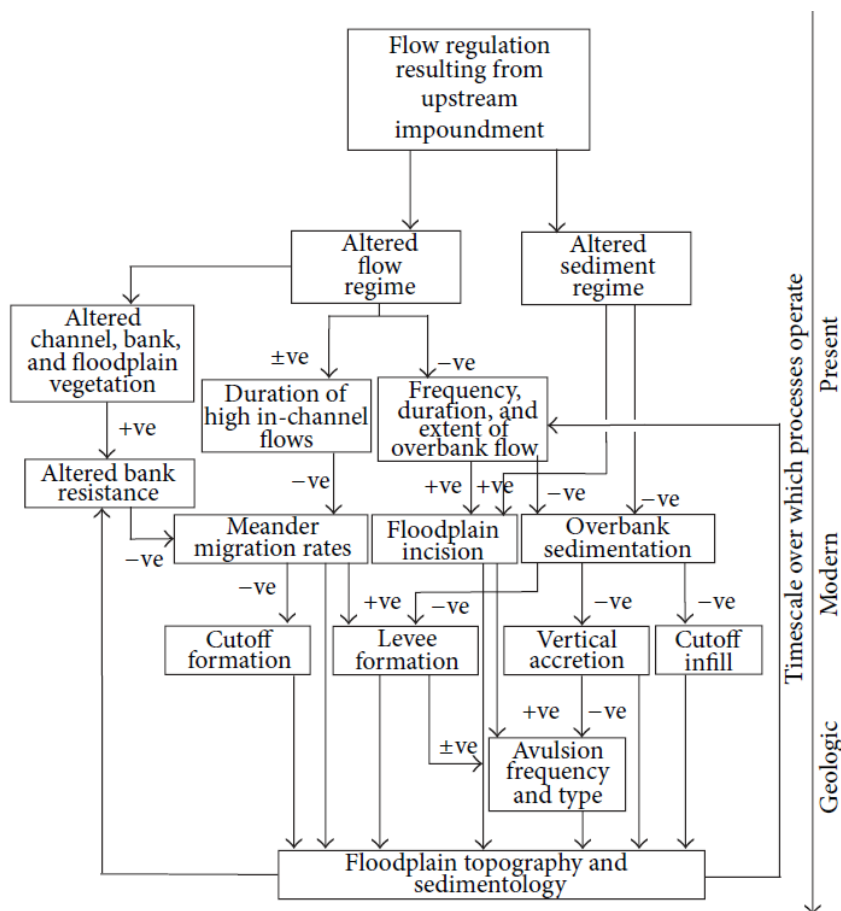 Flow regulation
resulting from
upstream
impoundment
Altered
flow
regime
Altered
sediment
regime
Altered
channel, bank,
and floodplain
vegetation
±ve
−ve
Duration of
high in-channel
flows
Frequency,
duration, and
extent of
overbank flow
+ve
Altered bank
resistance
−ve
+ve
+ve
−ve
−ve
Meander
migration rates
Floodplain
incision
Overbank
sedimentation
−ve
−ve
+ve
−ve
−ve
−ve
Cutoff
formation
Levee
formation
Vertical
accretion
Cutoff
infill
+ve
−ve
±ve
Avulsion
frequency
and type
Floodplain topography and
sedimentology
Timescale over which processes operate
Present
Modern
Geologic